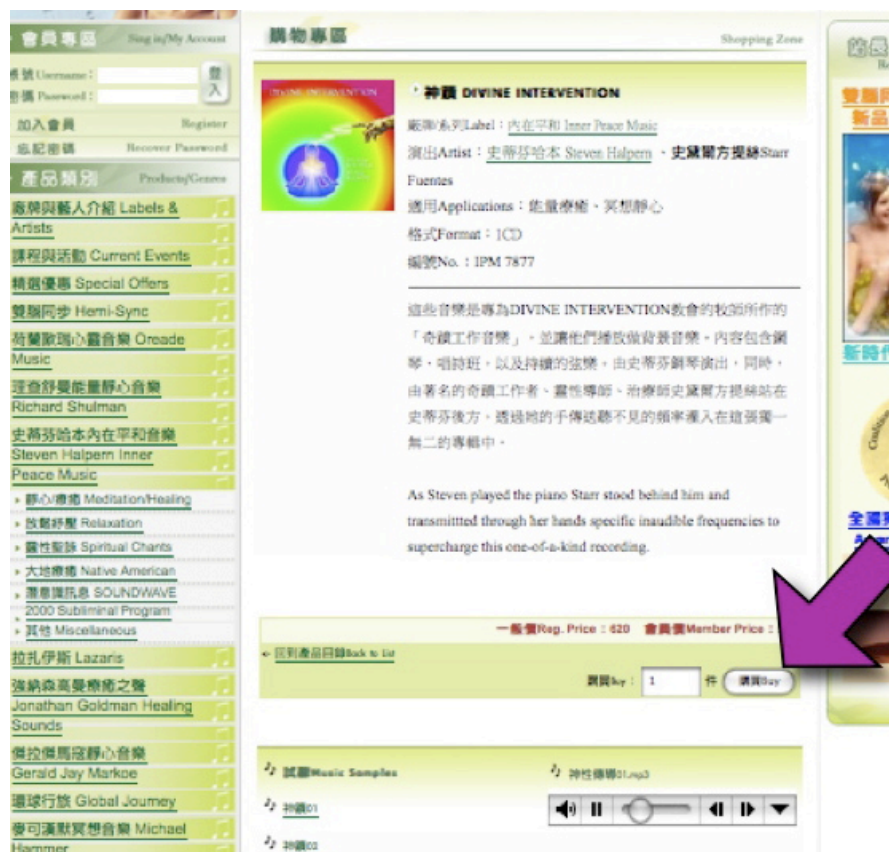 會員專區 Sing in/My Account
帳號 Username：
密碼 Password：
登入
加入會員 Register
忘記密碼 Recover Password
產品類別 Products/Genres
廠牌與藝人介紹 Labels &
Artists
課程與活動 Current Events
精選優惠 Special Offers
雙腦同步 Hemi-Sync
荷蘭歐瑞心靈音樂 Oreade
Music
理查舒曼能量靜心音樂
Richard Shulman
史蒂芬哈本內在平和音樂
Steven Halpern Inner
Peace Music
靜心/療癒 Meditation/Healing
放鬆紓壓 Relaxation
靈性聖詠 Spiritual Chants
大地療癒 Native American
潛意識訊息 SOUNDWAVE
2000 Subliminal Program
其他 Miscellaneous
拉扎伊斯 Lazaris
強納森高曼療癒之聲
Jonathan Goldman Healing
Sounds
傑拉傑馬寇靜心音樂
Gerald Jay Markoe
環球行旅 Global Journey
麥可漢默冥想音樂 Michael
Hammer
購物專區 Shopping Zone
DIVINE INTERVENTION
神蹟 DIVINE INTERVENTION
廠牌/系列Label：內在平和 Inner Peace Music
演出Artist：史蒂芬哈本 Steven Halpern、史黛爾方提絲Starr
Fuentes
適用Applications：能量療癒、冥想靜心
格式Format：1CD
編號No.：IPM 7877
這些音樂是專為DIVINE INTERVENTION教會的牧師所作的
「奇蹟工作音樂」，並讓他們播放做背景音樂。內容包含鋼
琴、唱詩班，以及持續的弦樂。由史蒂芬鋼琴演出，同時，
由著名的奇蹟工作者、靈性導師、治療師史黛爾方提絲站在
史蒂芬後方，透過她的手傳送聽不見的頻率灌入在這張獨一
無二的專輯中。
As Steven played the piano Starr stood behind him and
transmittted through her hands specific inaudible frequencies to
supercharge this one-of-a-kind recording.
一般價Reg. Price：620 會員價Member Price：
回到產品目錄Back to List
購買buy： 1 件 購買Buy
試聽Music Samples
神蹟01
神蹟02
神性傳導01.mp3
雙腦同
新品
新時代
全國